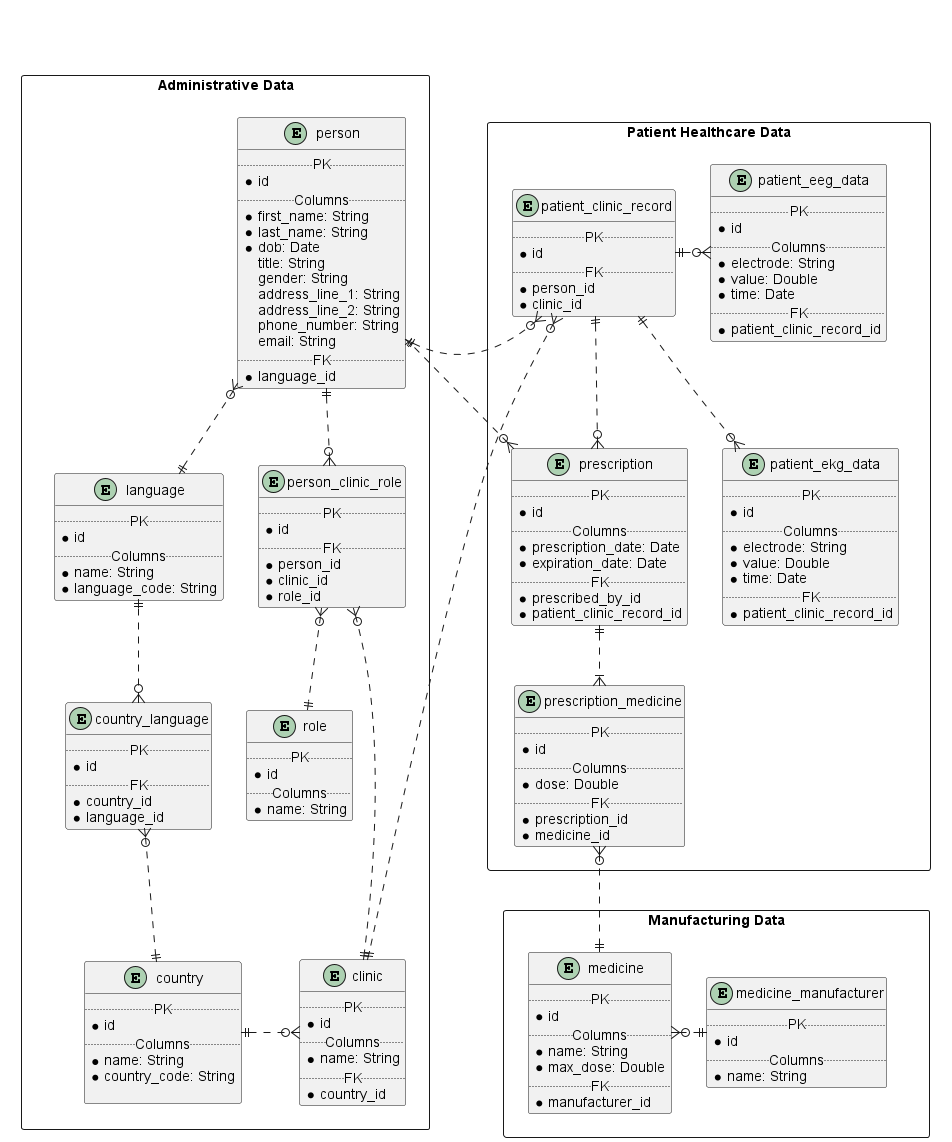 Administrative Data
E person
PK
id
Columns
first_name: String
last_name: String
dob: Date
title: String
gender: String
address_line_1: String
address_line_2: String
phone_number: String
email: String
FK
language_id
E language
PK
id
Columns
name: String
language_code: String
E person_clinic_role
PK
id
FK
person_id
clinic_id
role_id
E country_language
PK
id
FK
country_id
language_id
E role
PK
id
Columns
name: String
E country
PK
id
Columns
name: String
country_code: String
E clinic
PK
id
Columns
name: String
FK
country_id
Patient Healthcare Data
E patient_clinic_record
PK
id
FK
person_id
clinic_id
E patient_eeg_data
PK
id
Columns
electrode: String
value: Double
time: Date
FK
patient_clinic_record_id
E prescription
PK
id
Columns
prescription_date: Date
expiration_date: Date
FK
prescribed_by_id
patient_clinic_record_id
E patient_ekg_data
PK
id
Columns
electrode: String
value: Double
time: Date
FK
patient_clinic_record_id
E prescription_medicine
PK
id
Columns
dose: Double
FK
prescription_id
medicine_id
Manufacturing Data
E medicine
PK
id
Columns
name: String
max_dose: Double
FK
manufacturer_id
E medicine_manufacturer
PK
id
Columns
name: String